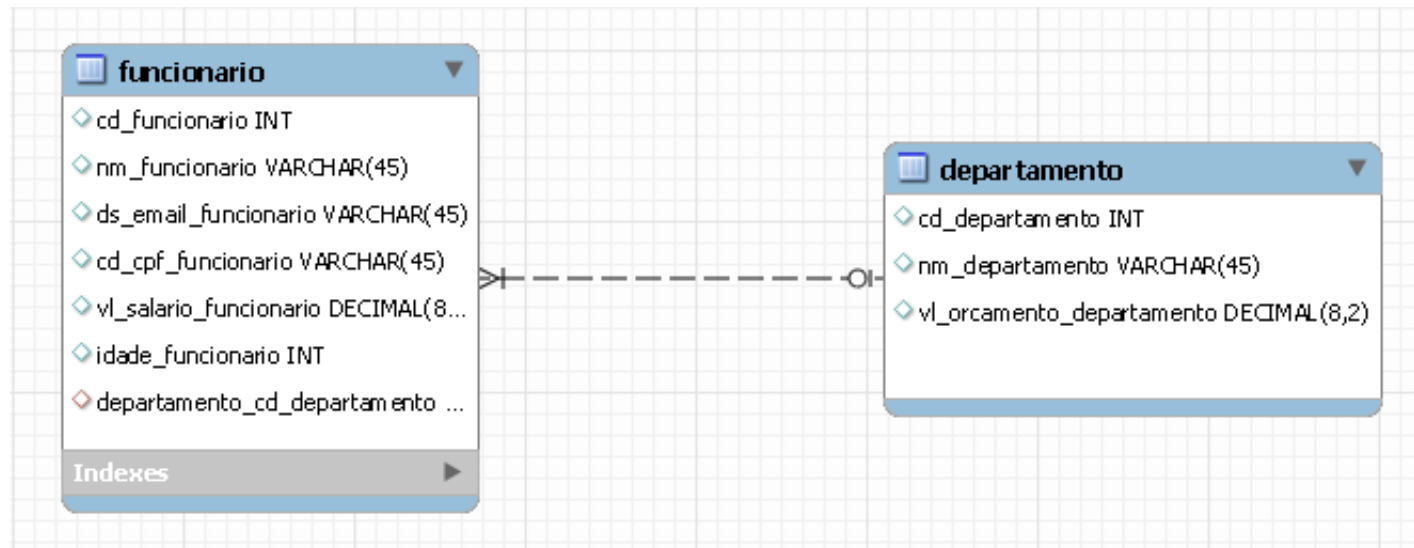 funcionario
cd_funcionario INT
nm_funcionario VARCHAR(45)
ds_email_funcionario VARCHAR(45)
cd_cpf_funcionario VARCHAR(45)
vl_salario_funcionario DECIMAL(8...
idade_funcionario INT
departamento_cd_departamento ...
Indexes
departamento
cd_departamento INT
nm_departamento VARCHAR(45)
vl_orcamento_departamento DECIMAL(8,2)